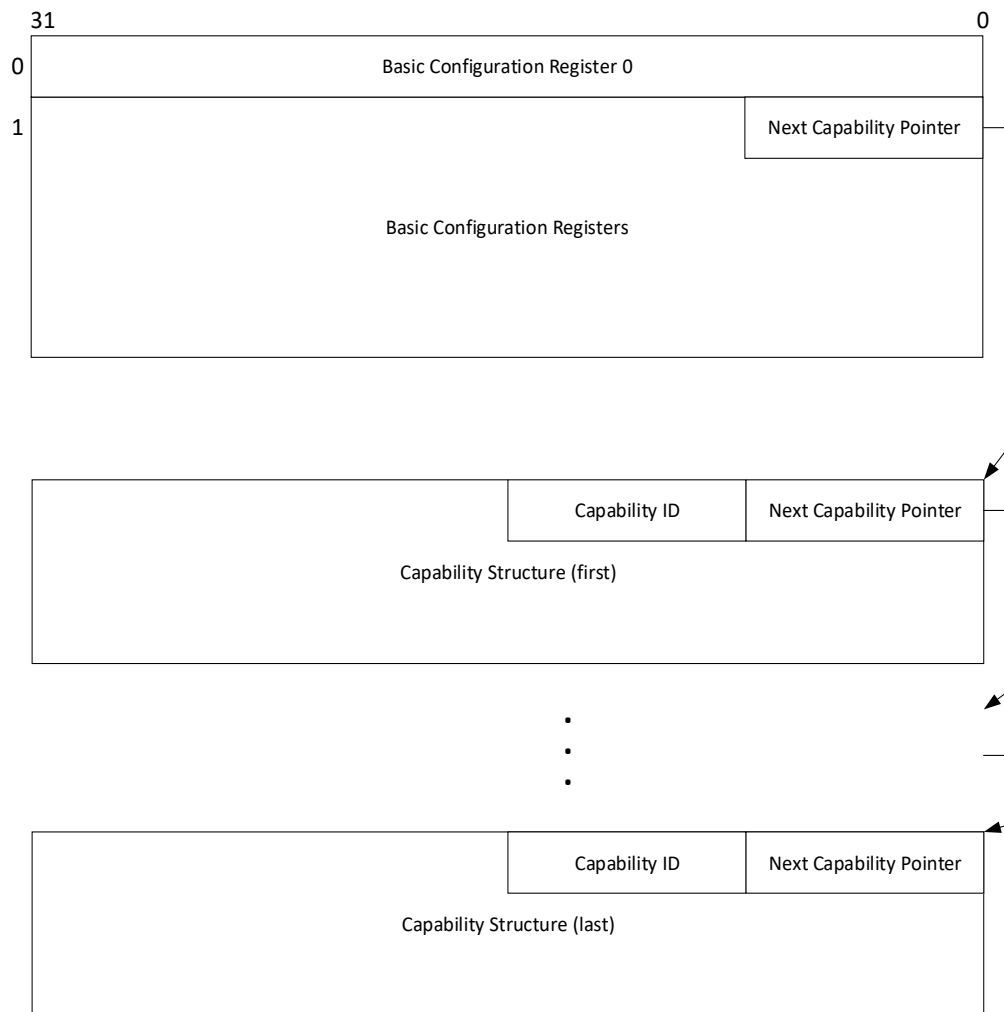 31 0
0 Basic Configuration Register 0
1 Next Capability Pointer
Basic Configuration Registers
Capability ID Next Capability Pointer
Capability Structure (first)
Capability ID Next Capability Pointer
Capability Structure (last)